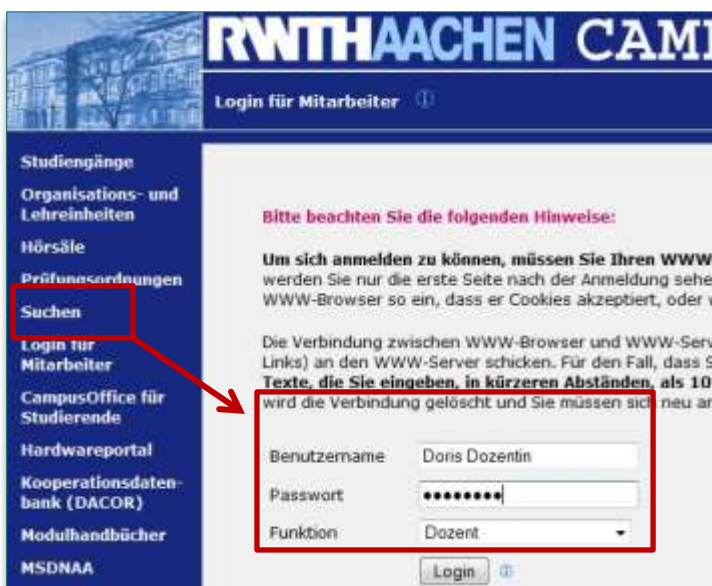 RWTHAACHEN CAM
Login für Mitarbeiter
Studiengänge
Organisations- und
Lehreinheiten
Hörsäle
Prüfungsordnungen
Suchen
Login für
Mitarbeiter
CampusOffice für
Studierende
Hardwareportal
Kooperationsdaten-
bank (DACOR)
Modulhandbücher
MSDNAA
Bitte beachten Sie die folgenden Hinweise:
Um sich anmelden zu können, müssen Sie Ihren WWW
werden Sie nur die erste Seite nach der Anmeldung sehe
WWW-Browser so ein, dass er Cookies akzeptiert, oder
Die Verbindung zwischen WWW-Browser und WWW-Serv
Links) an den WWW-Server schicken. Für den Fall, dass S
Texte, die Sie eingeben, in kürzeren Abständen, als 10
wird die Verbindung gelöscht und Sie müssen sich neu an
Benutzername Doris Dozentin
Passwort ●●●●●●●●
Funktion Dozent
Login